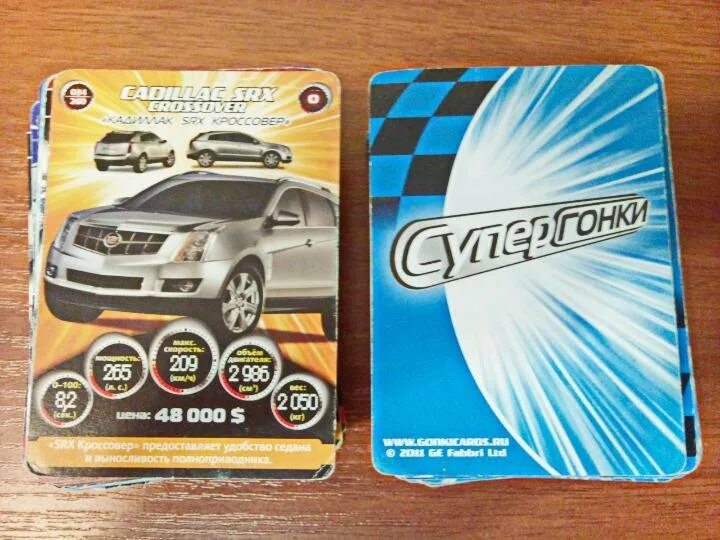 034
260
CADILLAC SRX
CROSSOVER
«КАДИЛЛАК SRX КРОССОВЕР»
0-100:
8,2
(сек.)
мощность:
265
(л. с.)
макс.
скорость:
209
(км/ч)
объём
двигателя:
2 986
(см³)
вес:
2 050
(кг)
цена: 48 000 $
«SRX Кроссовер» предоставляет удобство седана
и выносливость полноприводника.
СуперГОНКИ
WWW.GONKICARDS.RU
© 2011 GE Fabbri Ltd